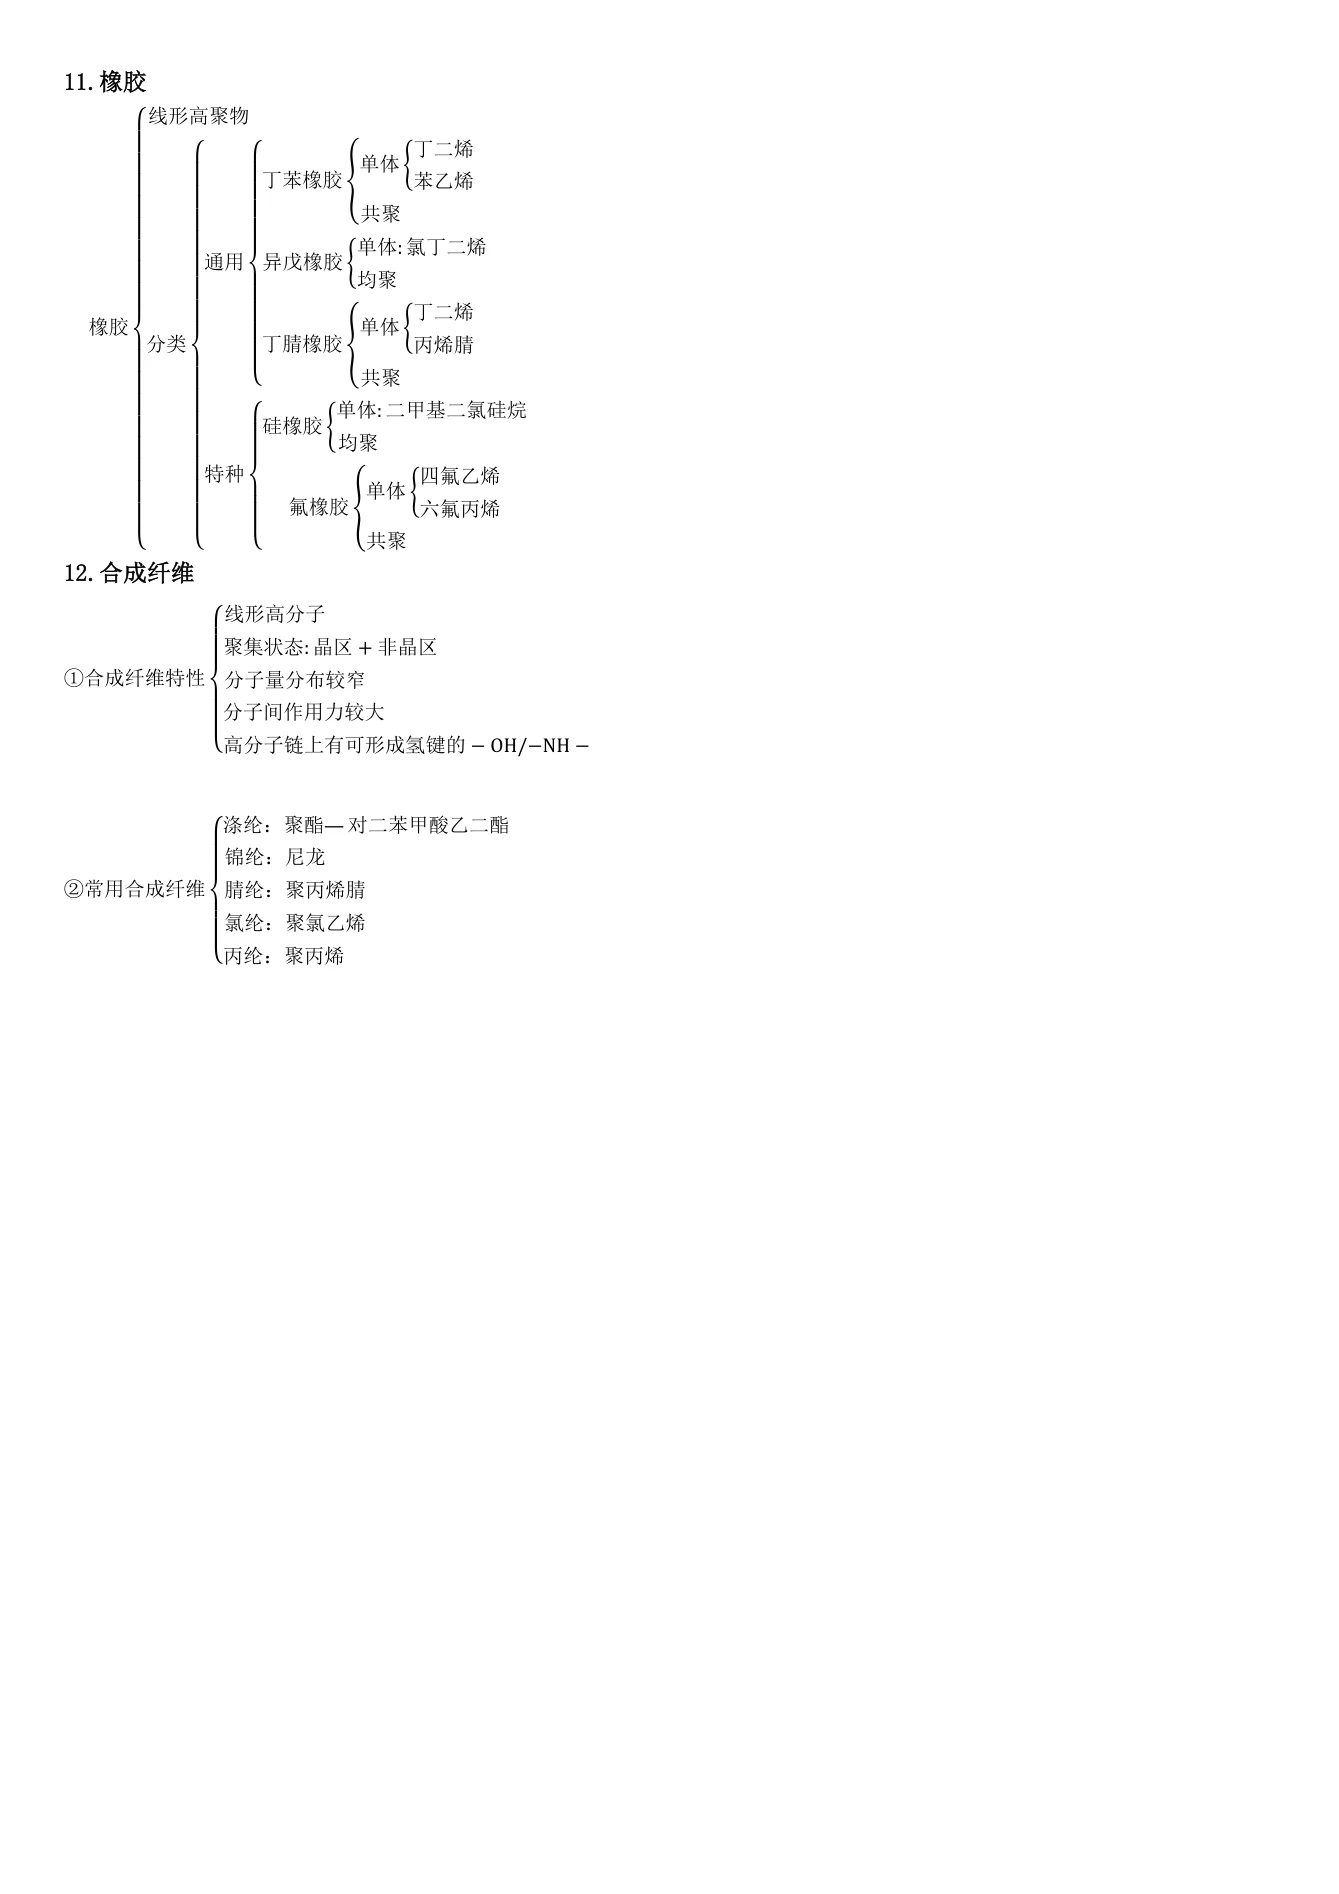 11. 橡胶
线形高聚物
丁二烯
单体
丁苯橡胶
苯乙烯
共聚
单体: 氯丁二烯
通用
异戊橡胶
均聚
丁二烯
橡胶
单体
分类
丁腈橡胶
丙烯腈
共聚
单体: 二甲基二氯硅烷
硅橡胶
均聚
特种
四氟乙烯
单体
氟橡胶
六氟丙烯
共聚
12. 合成纤维
线形高分子
聚集状态: 晶区 + 非晶区
①合成纤维特性
分子量分布较窄
分子间作用力较大
高分子链上有可形成氢键的 − OH/−NH −
涤纶：聚酯— 对二苯甲酸乙二酯
锦纶：尼龙
②常用合成纤维
腈纶：聚丙烯腈
氯纶：聚氯乙烯
丙纶：聚丙烯